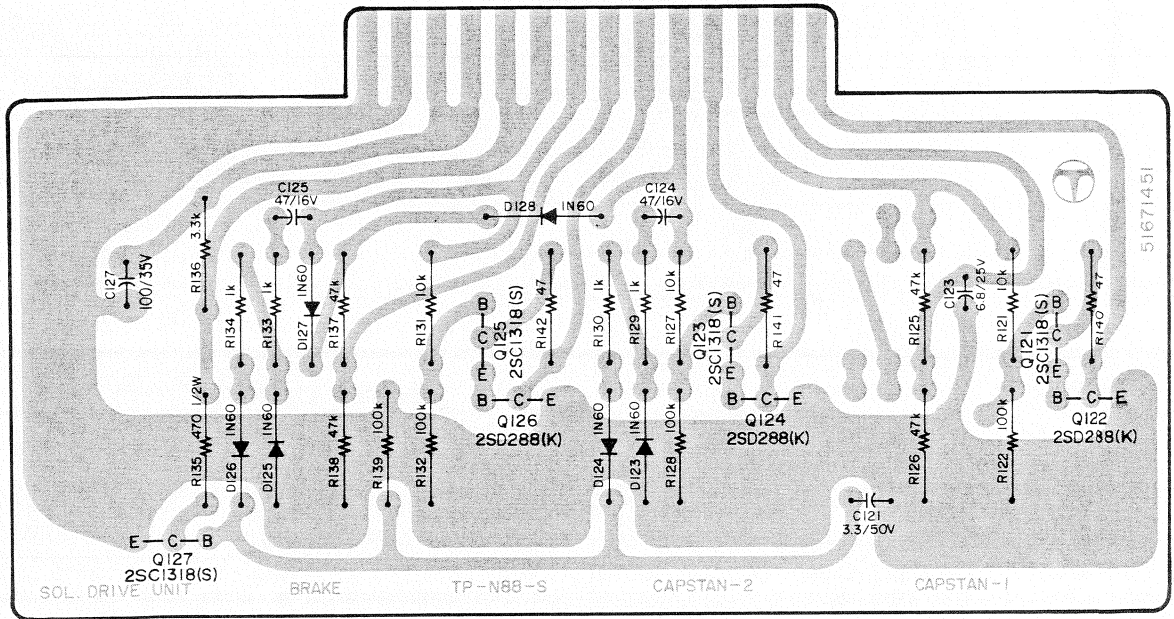 C125
47/16V
D128
IN60
C124
47/16V
51671451
C127
100/35V
3.3k
R136
1k
R134
1k
R133
IN60
D127
47k
R137
10k
R131
B
C
E
Q125
2SC1318(S)
47
R142
1k
R130
1k
R129
10k
R127
B
C
E
Q123
2SC1318(S)
47
R141
47k
R125
C123
6.8/25V
10k
R121
B
C
E
Q121
2SC1318(S)
47
R140
470 1/2W
R135
IN60
D126
IN60
D125
47k
R138
100k
R139
100k
R132
B C E
Q126
2SD288(K)
IN60
D124
IN60
D123
100k
R128
B C E
Q124
2SD288(K)
47k
R126
100k
R122
B C E
Q122
2SD288(K)
C121
3.3/50V
E C B
Q127
2SC1318(S)
SOL. DRIVE UNIT
BRAKE
TP-N88-S
CAPSTAN-2
CAPSTAN-1